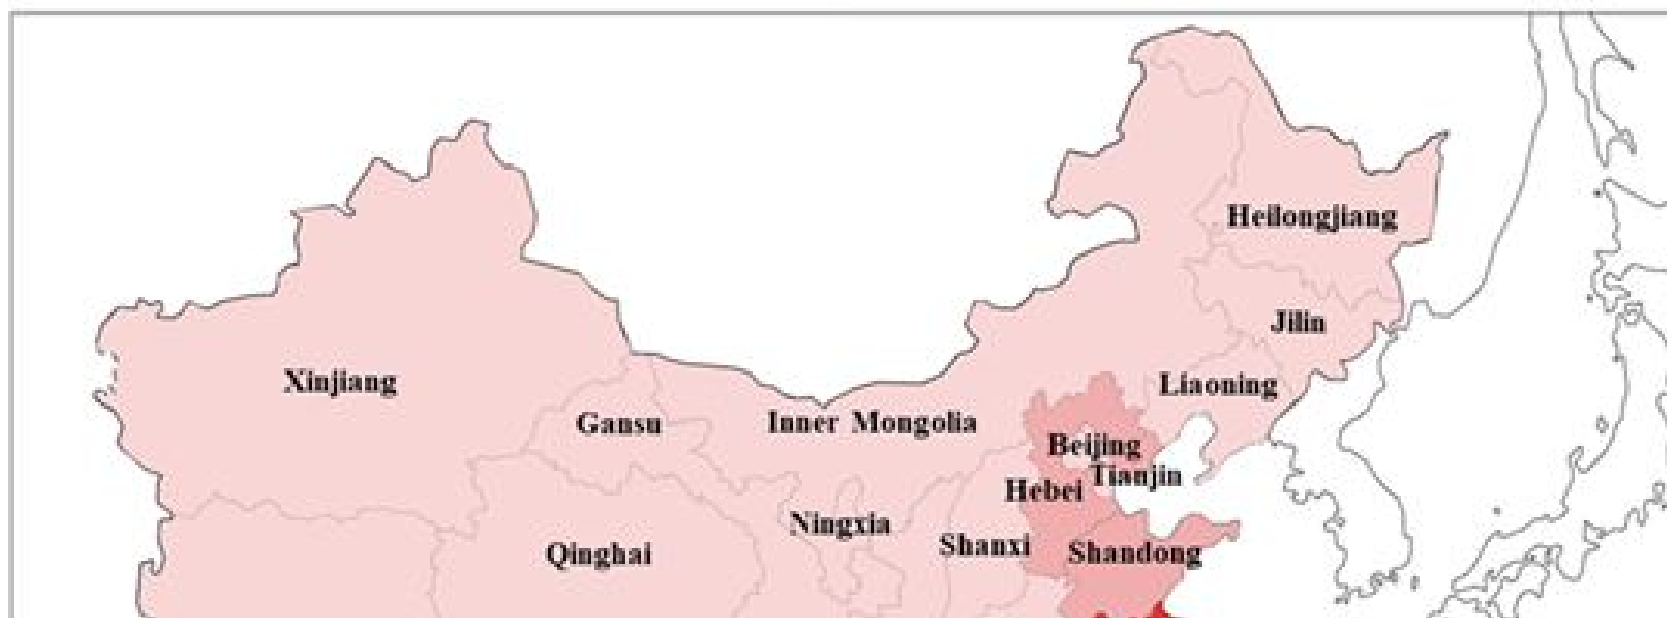 Heilongjiang
Jilin
Xinjiang
Liaoning
Gansu
Inner Mongolia
Beijing
Tianjin
Hebei
Ningxia
Shanxi
Qinghai
Shandong